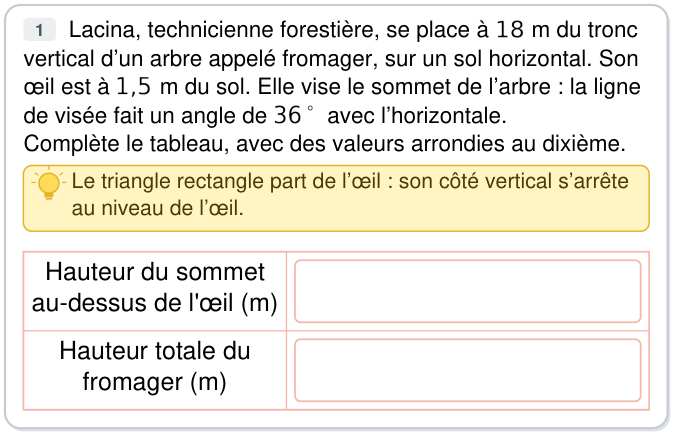 1 Lacina, technicienne forestière, se place à 18 m du tronc
vertical d’un arbre appelé fromager, sur un sol horizontal. Son
œil est à 1,5 m du sol. Elle vise le sommet de l’arbre : la ligne
de visée fait un angle de 36° avec l’horizontale.
Complète le tableau, avec des valeurs arrondies au dixième.
Le triangle rectangle part de l’œil : son côté vertical s’arrête
au niveau de l’œil.
Hauteur du sommet
au-dessus de l'œil (m)
Hauteur totale du
fromager (m)